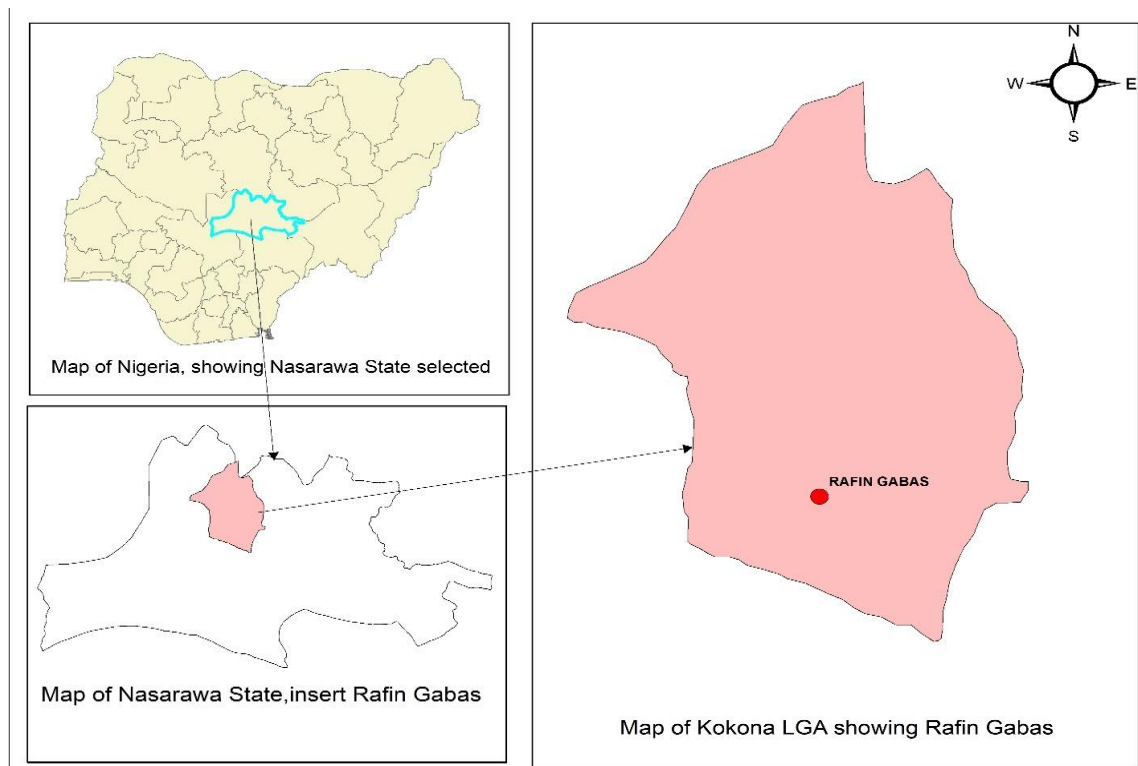 Map of Nigeria, showing Nasarawa State selected
Map of Nasarawa State,insert Rafin Gabas
N
W
E
S
RAFIN GABAS
Map of Kokona LGA showing Rafin Gabas